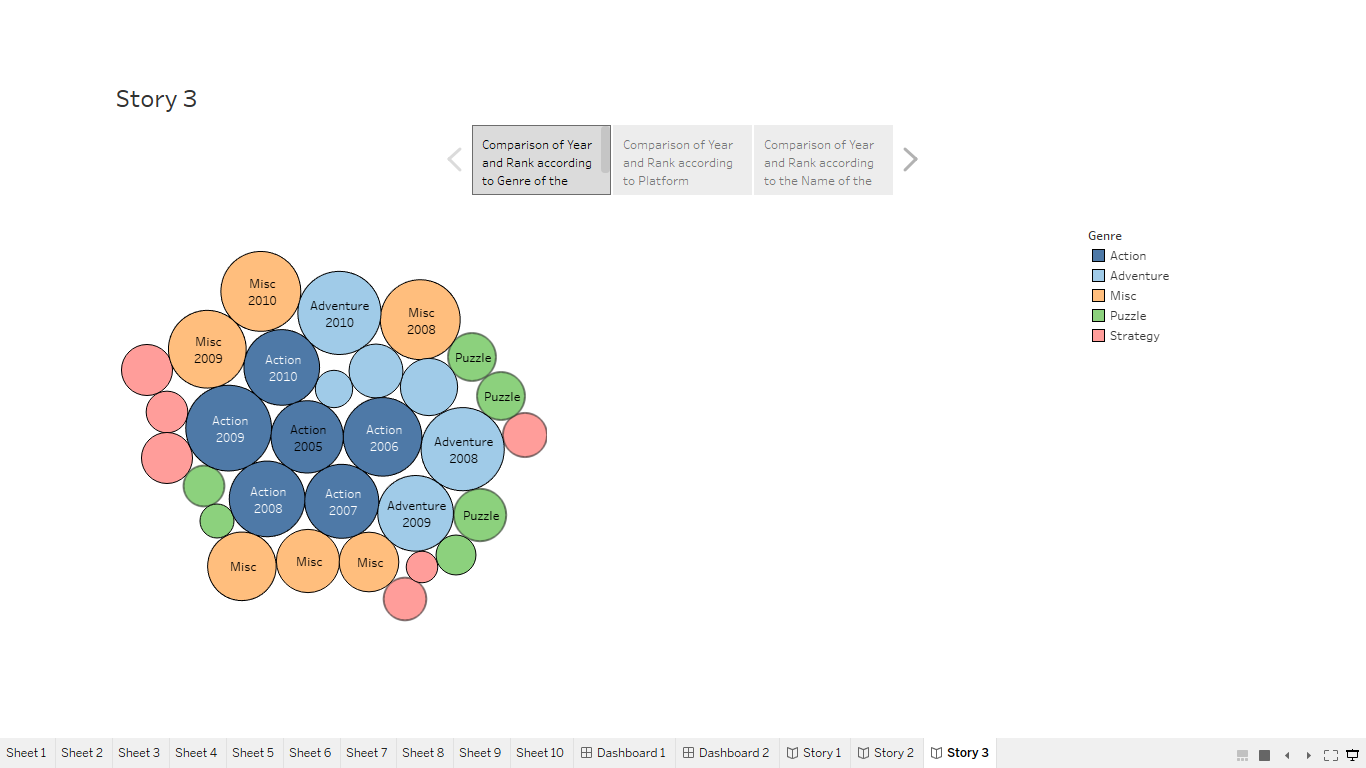 Story 3
Comparison of Year
and Rank according
to Genre of the
Comparison of Year
and Rank according
to Platform
Comparison of Year
and Rank according
to the Name of the
Genre
Action
Adventure
Misc
Puzzle
Strategy
Misc
2010
Adventure
2010
Misc
2008
Misc
2009
Action
2010
Puzzle
Puzzle
Action
2009
Action
2005
Action
2006
Adventure
2008
Action
2008
Action
2007
Adventure
2009
Puzzle
Misc
Misc
Misc
Sheet 1
Sheet 2
Sheet 3
Sheet 4
Sheet 5
Sheet 6
Sheet 7
Sheet 8
Sheet 9
Sheet 10
Dashboard 1
Dashboard 2
Story 1
Story 2
Story 3